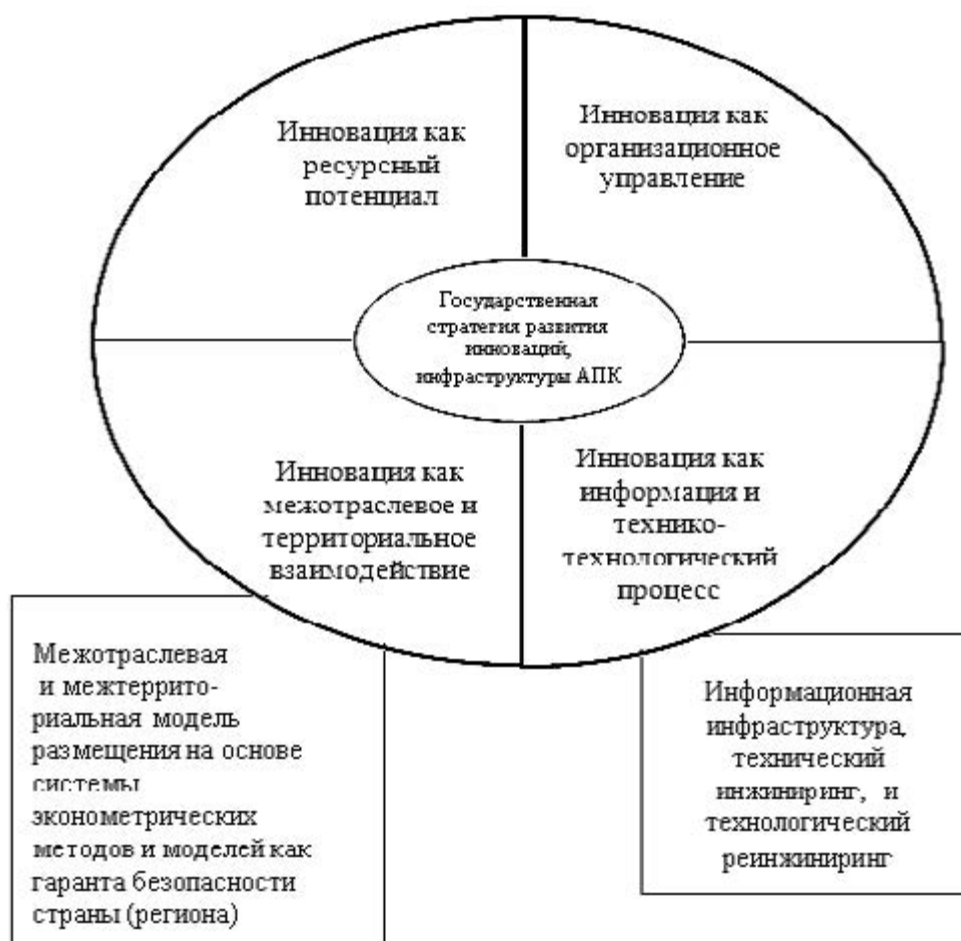 Инновация как
ресурсный
потенциал
Инновация как
организационное
управление
Государственная
стратегия развития
инноваций,
инфраструктуры АПК
Инновация как
межотраслевое и
территориальное
взаимодействие
Инновация как
информация и
технико-
технологический
процесс
Межотраслевая
и межтеррито-
риальная модель
размещения на основе
системы
эконометрических
методов и моделей как
гаранта безопасности
страны (региона)
Информационная
инфраструктура,
технический
инжиниринг, и
технологический
реинжиниринг